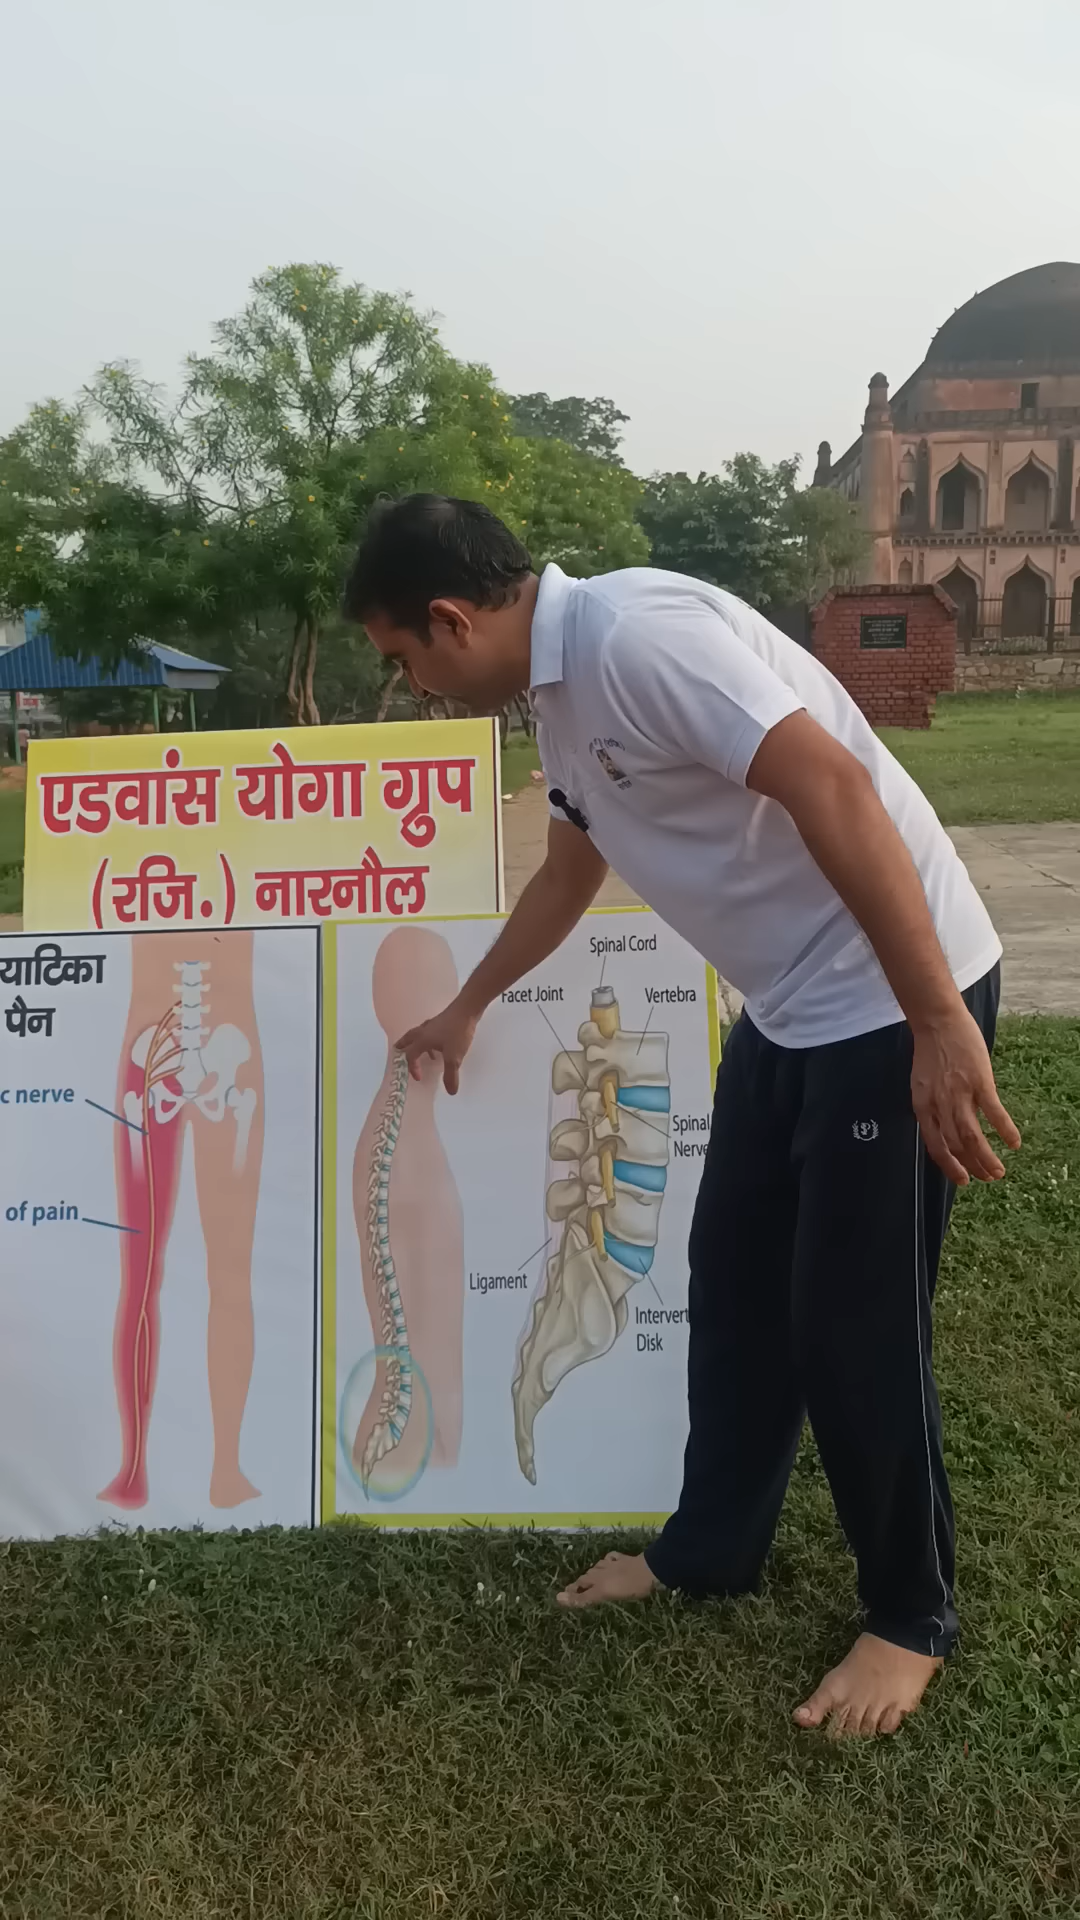 एडवांस योगा ग्रुप
(रजि.) नारनौल
याटिका
पैन
c nerve
of pain
Spinal Cord
Facet Joint
Vertebra
Spinal
Nerve
Ligament
Intervert
Disk